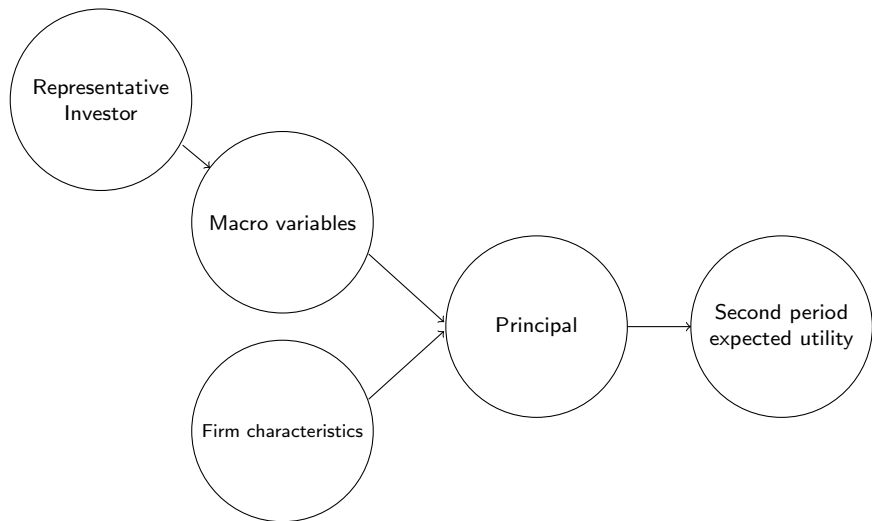 Representative
Investor
Macro variables
Firm characteristics
Principal
Second period
expected utility